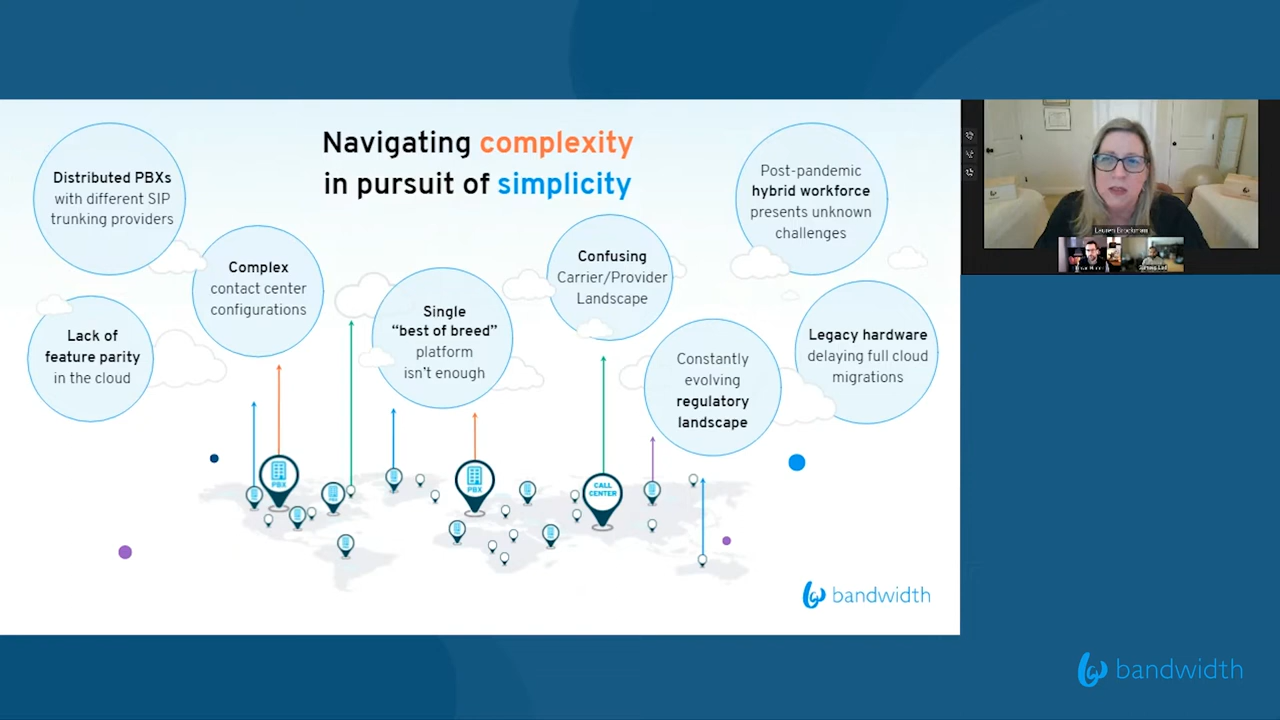 Navigating complexity
in pursuit of simplicity
Distributed PBXs
with different SIP
trunking providers
Complex
contact center
configurations
Lack of
feature parity
in the cloud
Single
“best of breed”
platform
isn’t enough
Confusing
Carrier/Provider
Landscape
Post-pandemic
hybrid workforce
presents unknown
challenges
Constantly
evolving
regulatory
landscape
Legacy hardware
delaying full cloud
migrations
PBX
PBX
CALL
CENTER
bandwidth
Lauren Brockman
bandwidth